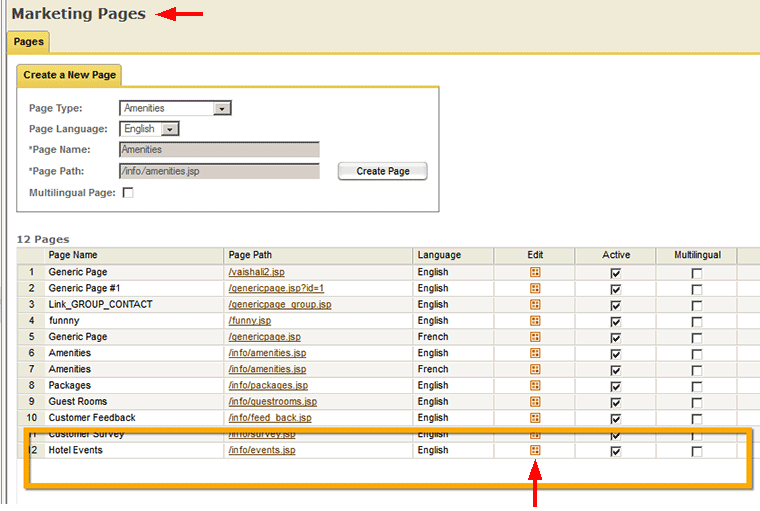 Marketing Pages
Pages
Create a New Page
Page Type: Amenities
Page Language: English
*Page Name: Amenities
*Page Path: /info/amenities.jsp Create Page
Multilingual Page:
12 Pages
Page Name Page Path Language Edit Active Multilingual
1 Generic Page /vaishali2.jsp English
2 Generic Page #1 /genericpage.jsp?id=1 English
3 Link_GROUP_CONTACT /genericpage_group.jsp English
4 funnny /funny.jsp English
5 Generic Page /genericpage.jsp French
6 Amenities /info/amenities.jsp English
7 Amenities /info/amenities.jsp French
8 Packages /info/packages.jsp English
9 Guest Rooms /info/guestrooms.jsp English
10 Customer Feedback /info/feed_back.jsp English
11 Customer Survey /info/survey.jsp English
12 Hotel Events /info/events.jsp English